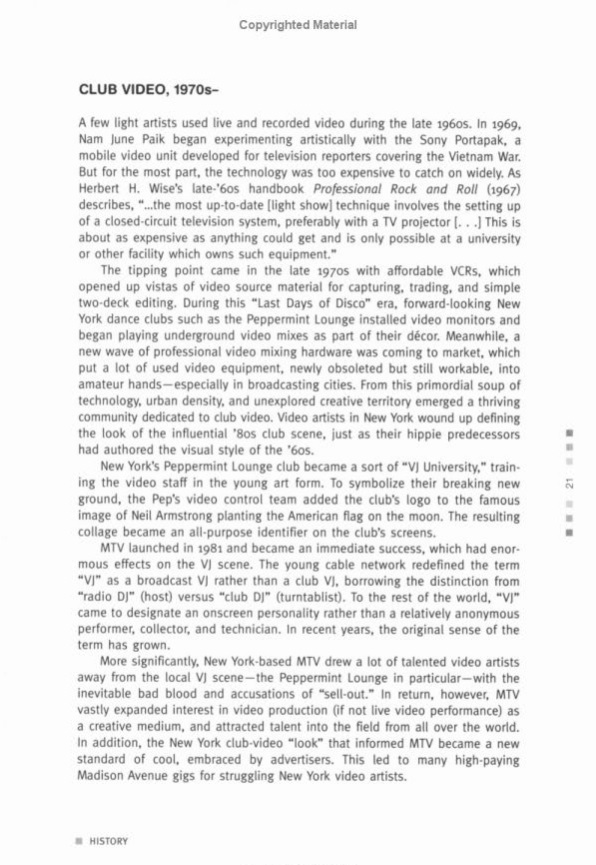 Copyrighted Material
CLUB VIDEO, 1970s–
A few light artists used live and recorded video during the late 1960s. In 1969,
Nam June Paik began experimenting artistically with the Sony Portapak, a
mobile video unit developed for television reporters covering the Vietnam War.
But for the most part, the technology was too expensive to catch on widely. As
Herbert H. Wise's late-'60s handbook Professional Rock and Roll (1967)
describes, "...the most up-to-date [light show] technique involves the setting up
of a closed-circuit television system, preferably with a TV projector [. . .] This is
about as expensive as anything could get and is only possible at a university
or other facility which owns such equipment."
The tipping point came in the late 1970s with affordable VCRs, which
opened up vistas of video source material for capturing, trading, and simple
two-deck editing. During this "Last Days of Disco" era, forward-looking New
York dance clubs such as the Peppermint Lounge installed video monitors and
began playing underground video mixes as part of their décor. Meanwhile, a
new wave of professional video mixing hardware was coming to market, which
put a lot of used video equipment, newly obsoleted but still workable, into
amateur hands—especially in broadcasting cities. From this primordial soup of
technology, urban density, and unexplored creative territory emerged a thriving
community dedicated to club video. Video artists in New York wound up defining
the look of the influential '80s club scene, just as their hippie predecessors
had authored the visual style of the '60s.
New York's Peppermint Lounge club became a sort of "VJ University," train-
ing the video staff in the young art form. To symbolize their breaking new
ground, the Pep's video control team added the club's logo to the famous
image of Neil Armstrong planting the American flag on the moon. The resulting
collage became an all-purpose identifier on the club's screens.
MTV launched in 1981 and became an immediate success, which had enor-
mous effects on the VJ scene. The young cable network redefined the term
"VJ" as a broadcast VJ rather than a club VJ, borrowing the distinction from
"radio DJ" (host) versus "club DJ" (turntablist). To the rest of the world, "VJ"
came to designate an onscreen personality rather than a relatively anonymous
performer, collector, and technician. In recent years, the original sense of the
term has grown.
More significantly, New York-based MTV drew a lot of talented video artists
away from the local VJ scene—the Peppermint Lounge in particular—with the
inevitable bad blood and accusations of "sell-out." In return, however, MTV
vastly expanded interest in video production (if not live video performance) as
a creative medium, and attracted talent into the field from all over the world.
In addition, the New York club-video "look" that informed MTV became a new
standard of cool, embraced by advertisers. This led to many high-paying
Madison Avenue gigs for struggling New York video artists.
21
HISTORY